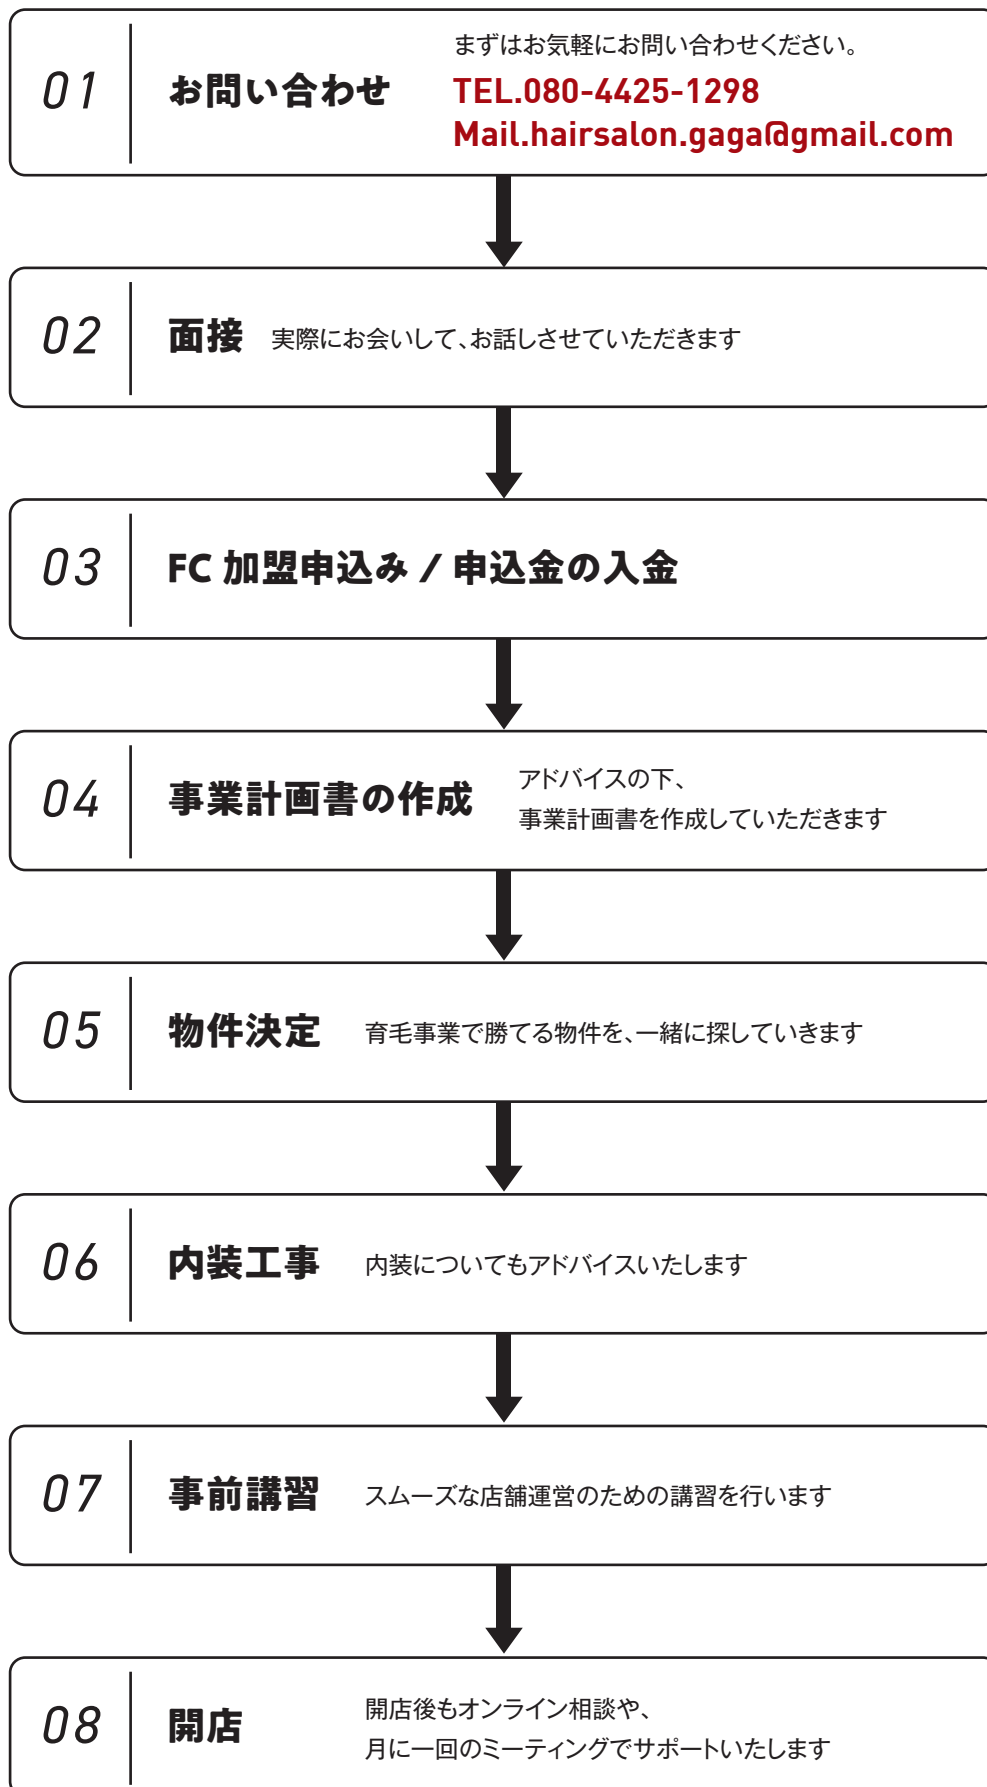 01
お問い合わせ
まずはお気軽にお問い合わせください。
TEL.080-4425-1298
Mail.hairsalon.gaga@gmail.com
02
面接
実際にお会いして、お話しさせていただきます
03
FC 加盟申込み / 申込金の入金
04
事業計画書の作成
アドバイスの下、
事業計画書を作成していただきます
05
物件決定
育毛事業で勝てる物件を、一緒に探していきます
06
内装工事
内装についてもアドバイスいたします
07
事前講習
スムーズな店舗運営のための講習を行います
08
開店
開店後もオンライン相談や、
月に一回のミーティングでサポートいたします